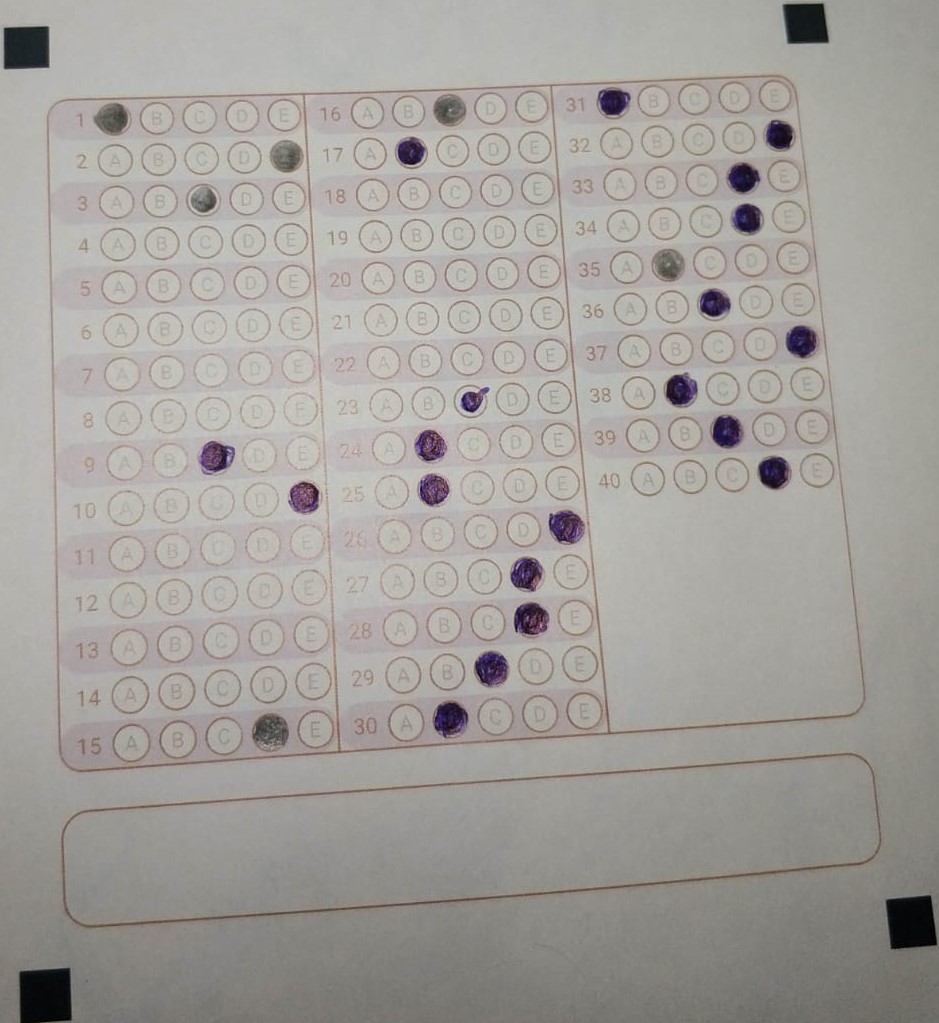 1 B C D E
2 A B C D
3 A B D E
4 A B C D E
5 A B C D E
6 A B C D E
7 A B C D E
8 A B C D E
9 A B D E
10 A B C D
11 A B C D E
12 A B C D E
13 A B C D E
14 A B C D E
15 A B C E
16 A B D E
17 A C D E
18 A B C D E
19 A B C D E
20 A B C D E
21 A B C D E
22 A B C D E
23 A B D E
24 A C D E
25 A C D E
26 A B C D
27 A B C E
28 A B C E
29 A B D E
30 A C D E
31 B C D E
32 A B C D
33 A B C E
34 A B C E
35 A C D E
36 A B D E
37 A B C D
38 A C D E
39 A B D E
40 A B C E